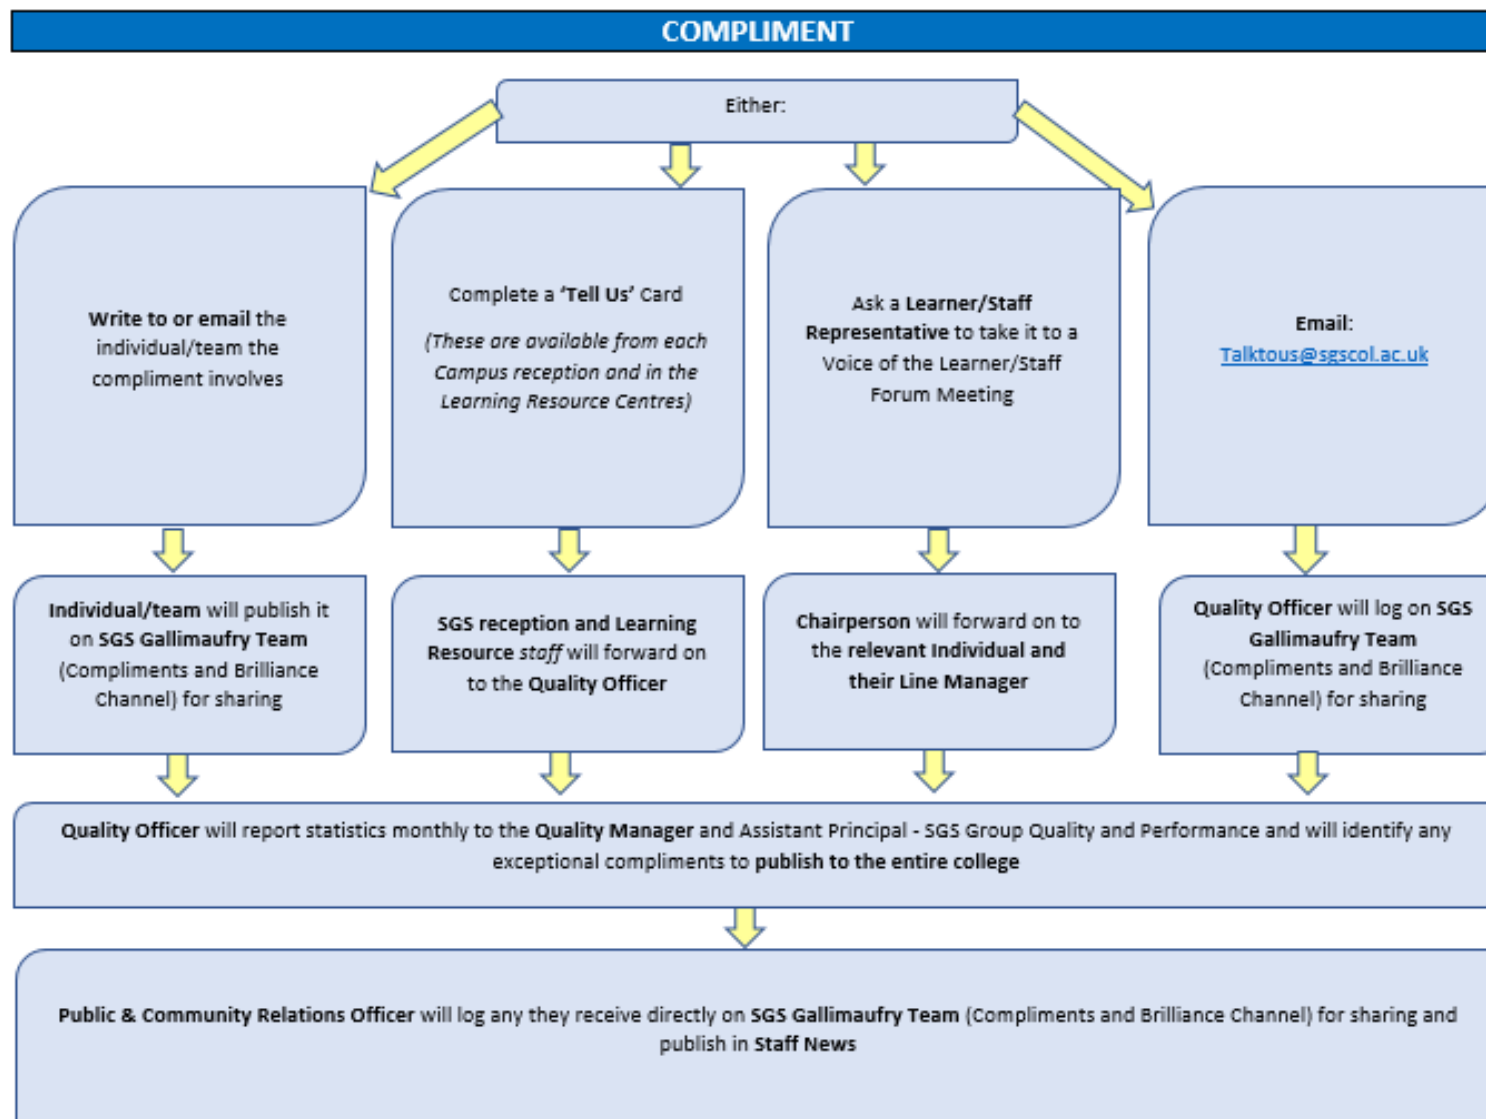 COMPLIMENT
Either:
Write to or email the
individual/team the
compliment involves
Complete a ‘Tell Us’ Card
(These are available from each
Campus reception and in the
Learning Resource Centres)
Ask a Learner/Staff
Representative to take it to a
Voice of the Learner/Staff
Forum Meeting
Email:
Talktous@sgscol.ac.uk
Individual/team will publish it
on SGS Gallimaufry Team
(Compliments and Brilliance
Channel) for sharing
SGS reception and Learning
Resource staff will forward on
to the Quality Officer
Chairperson will forward on to
the relevant Individual and
their Line Manager
Quality Officer will log on SGS
Gallimaufry Team
(Compliments and Brilliance
Channel) for sharing
Quality Officer will report statistics monthly to the Quality Manager and Assistant Principal - SGS Group Quality and Performance and will identify any
exceptional compliments to publish to the entire college
Public & Community Relations Officer will log any they receive directly on SGS Gallimaufry Team (Compliments and Brilliance Channel) for sharing and
publish in Staff News